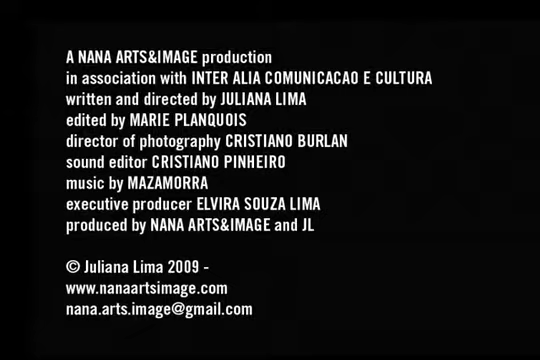 A NANA ARTS&IMAGE production
in association with INTER ALIA COMUNICACAO E CULTURA
written and directed by JULIANA LIMA
edited by MARIE PLANQUOIS
director of photography CRISTIANO BURLAN
sound editor CRISTIANO PINHEIRO
music by MAZAMORRA
executive producer ELVIRA SOUZA LIMA
produced by NANA ARTS&IMAGE and JL
© Juliana Lima 2009 -
www.nanaartsimage.com
nana.arts.image@gmail.com